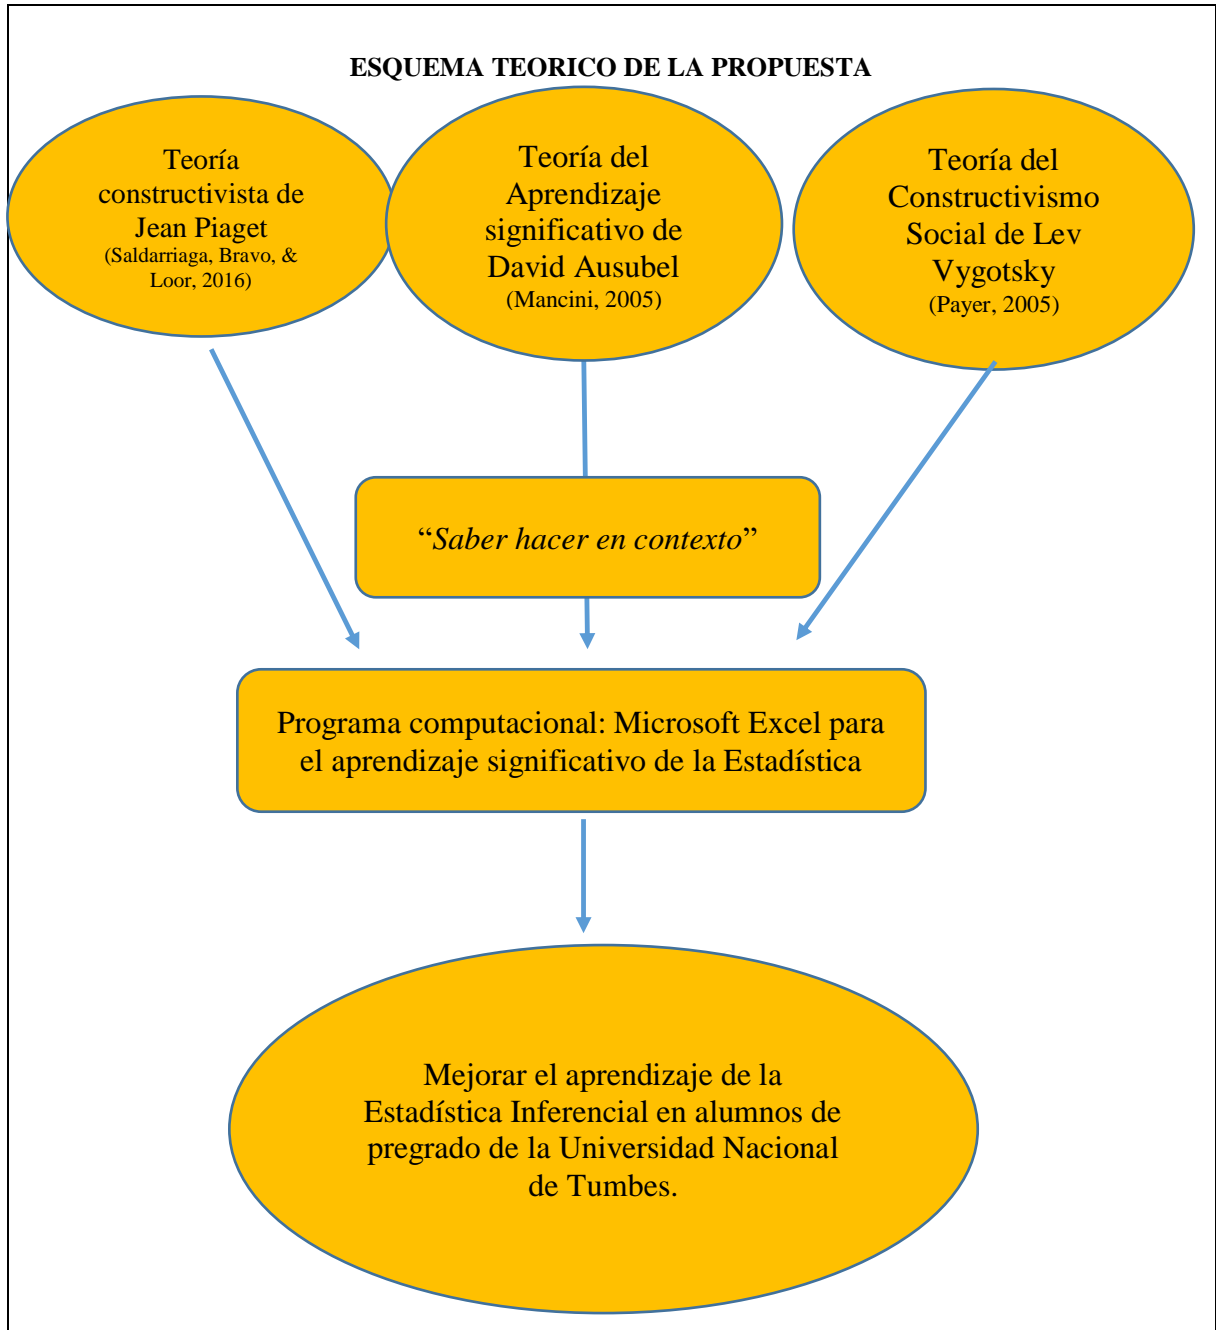 ESQUEMA TEORICO DE LA PROPUESTA
Teoría
constructivista de
Jean Piaget
(Saldarriaga, Bravo, &
Loor, 2016)
Teoría del
Aprendizaje
significativo de
David Ausubel
(Mancini, 2005)
Teoría del
Constructivismo
Social de Lev
Vygotsky
(Payer, 2005)
“Saber hacer en contexto”
Programa computacional: Microsoft Excel para
el aprendizaje significativo de la Estadística
Mejorar el aprendizaje de la
Estadística Inferencial en alumnos de
pregrado de la Universidad Nacional
de Tumbes.